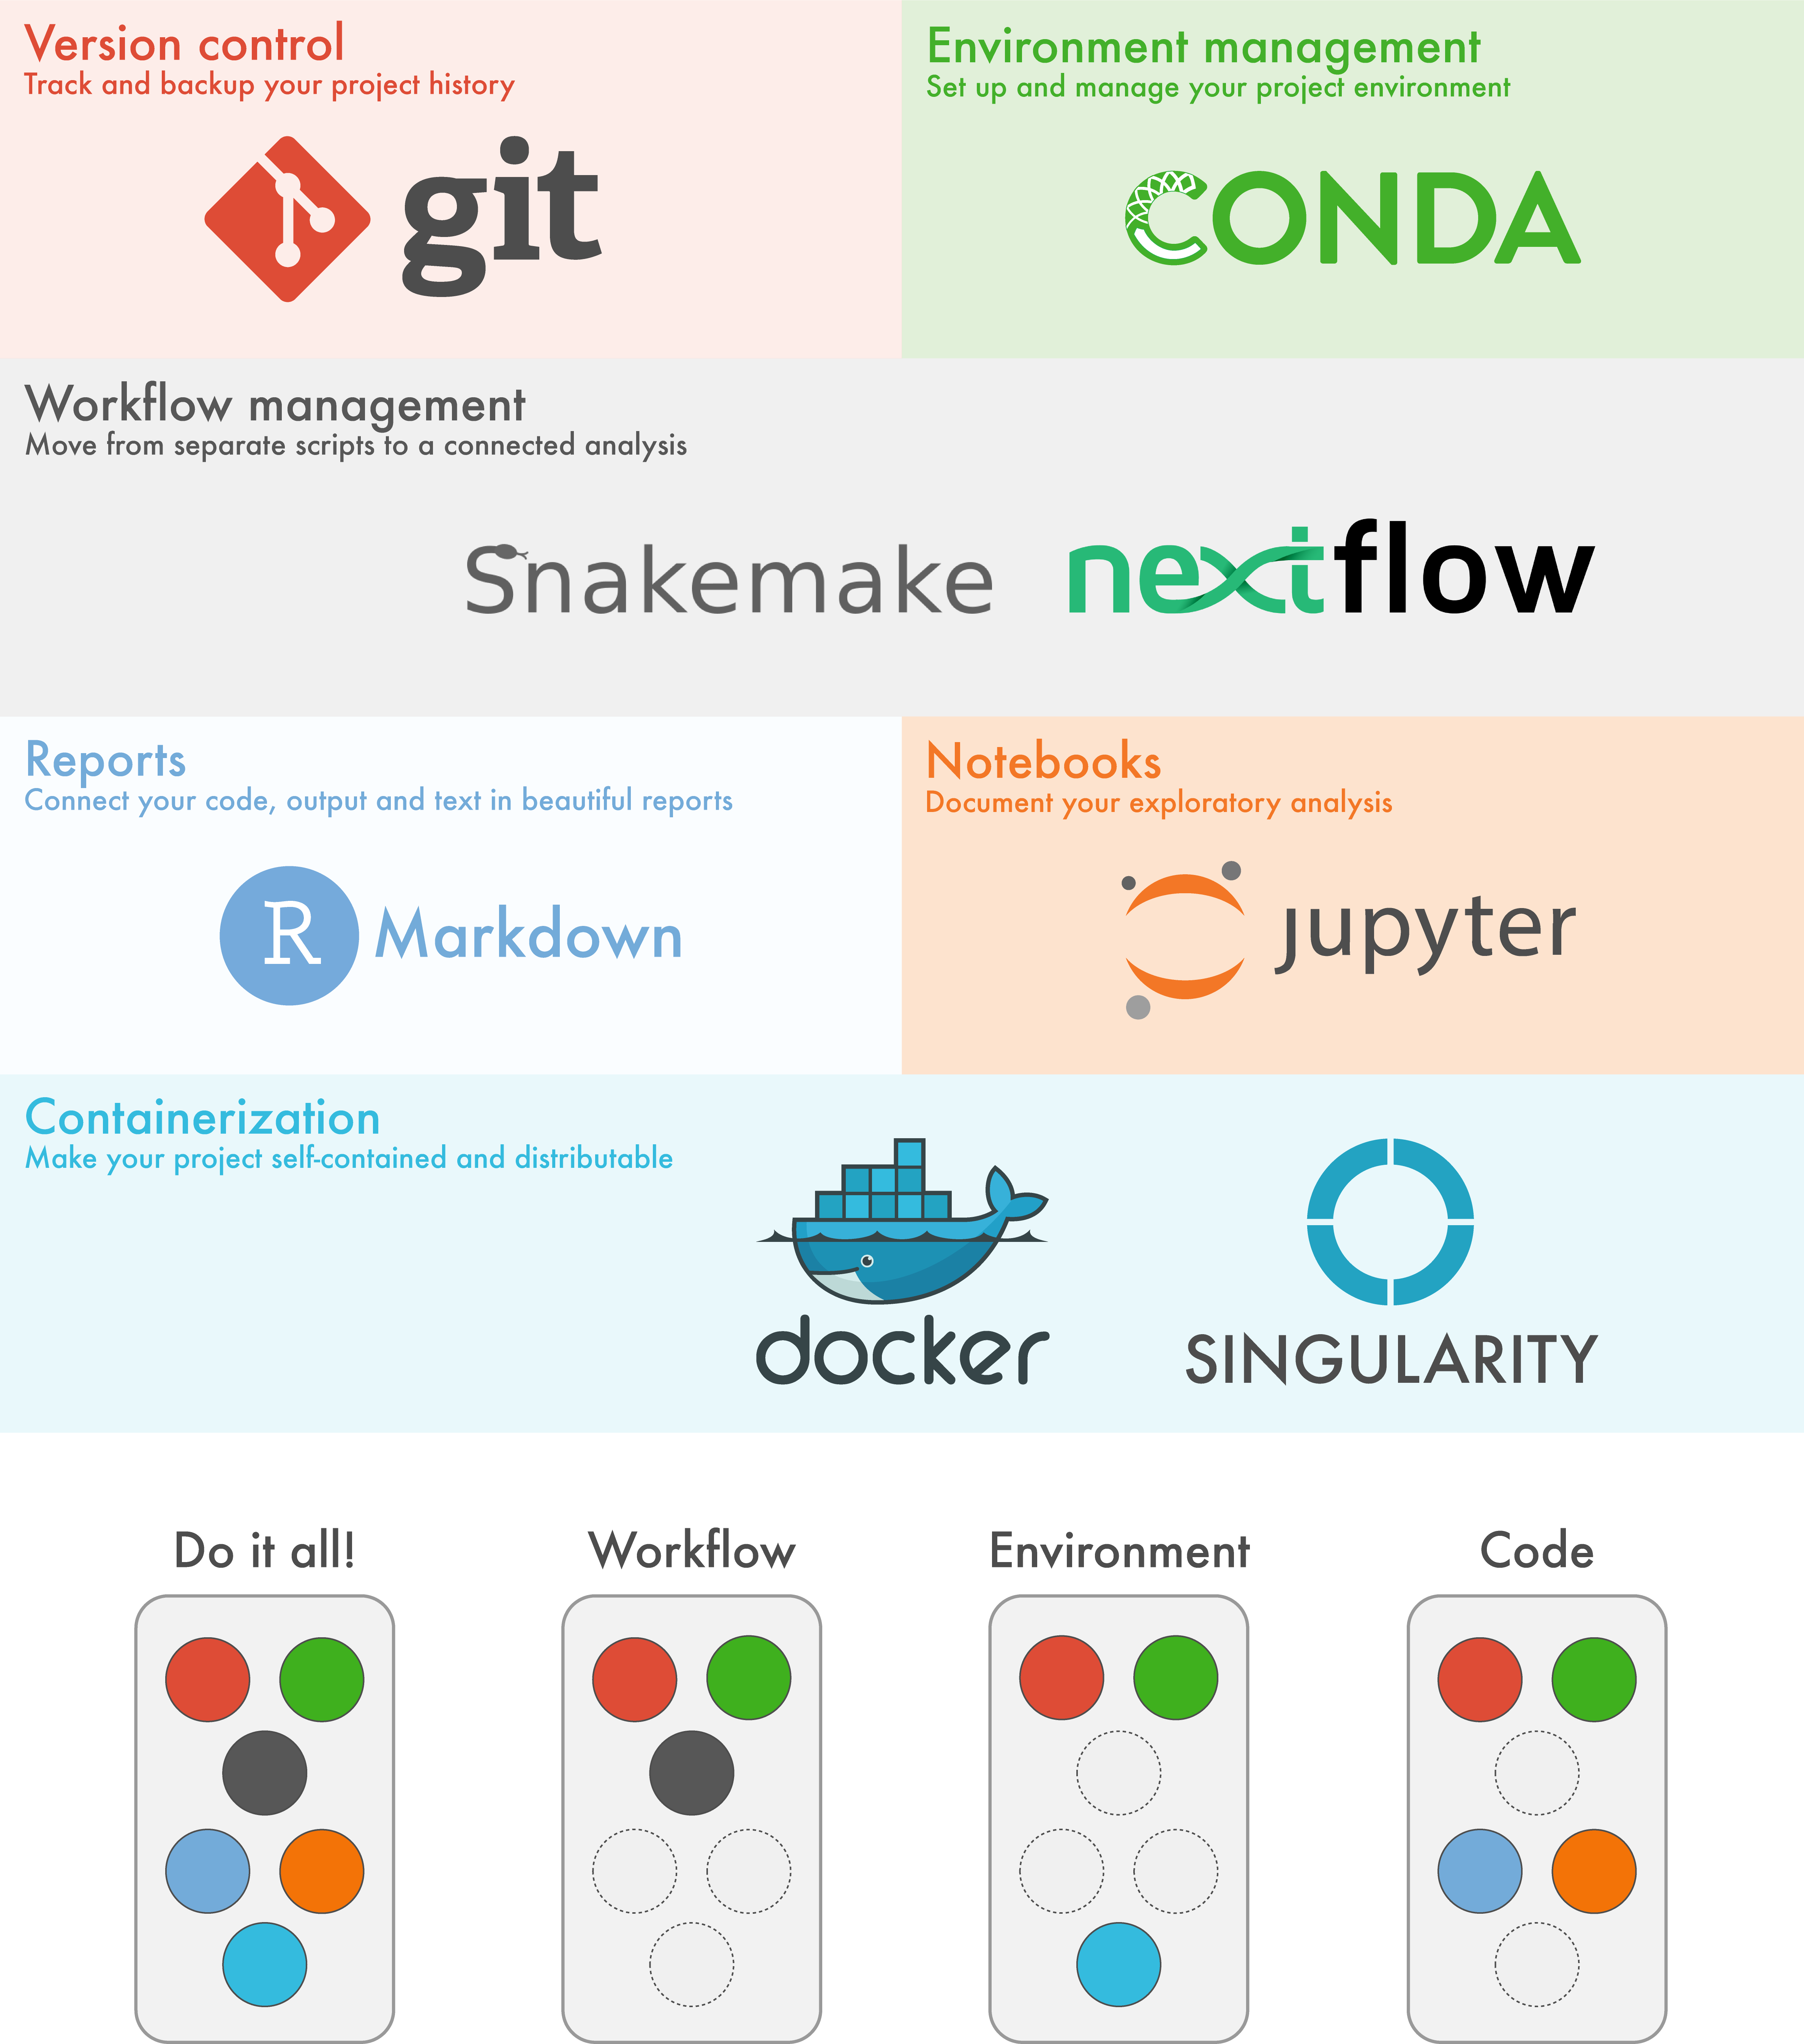 Version control
Track and backup your project history
git
Environment management
Set up and manage your project environment
CONDA
Workflow management
Move from separate scripts to a connected analysis
Snakemake
nextflow
Reports
Connect your code, output and text in beautiful reports
R Markdown
Notebooks
Document your exploratory analysis
jupyter
Containerization
Make your project self-contained and distributable
docker
SINGULARITY
Do it all!
Workflow
Environment
Code